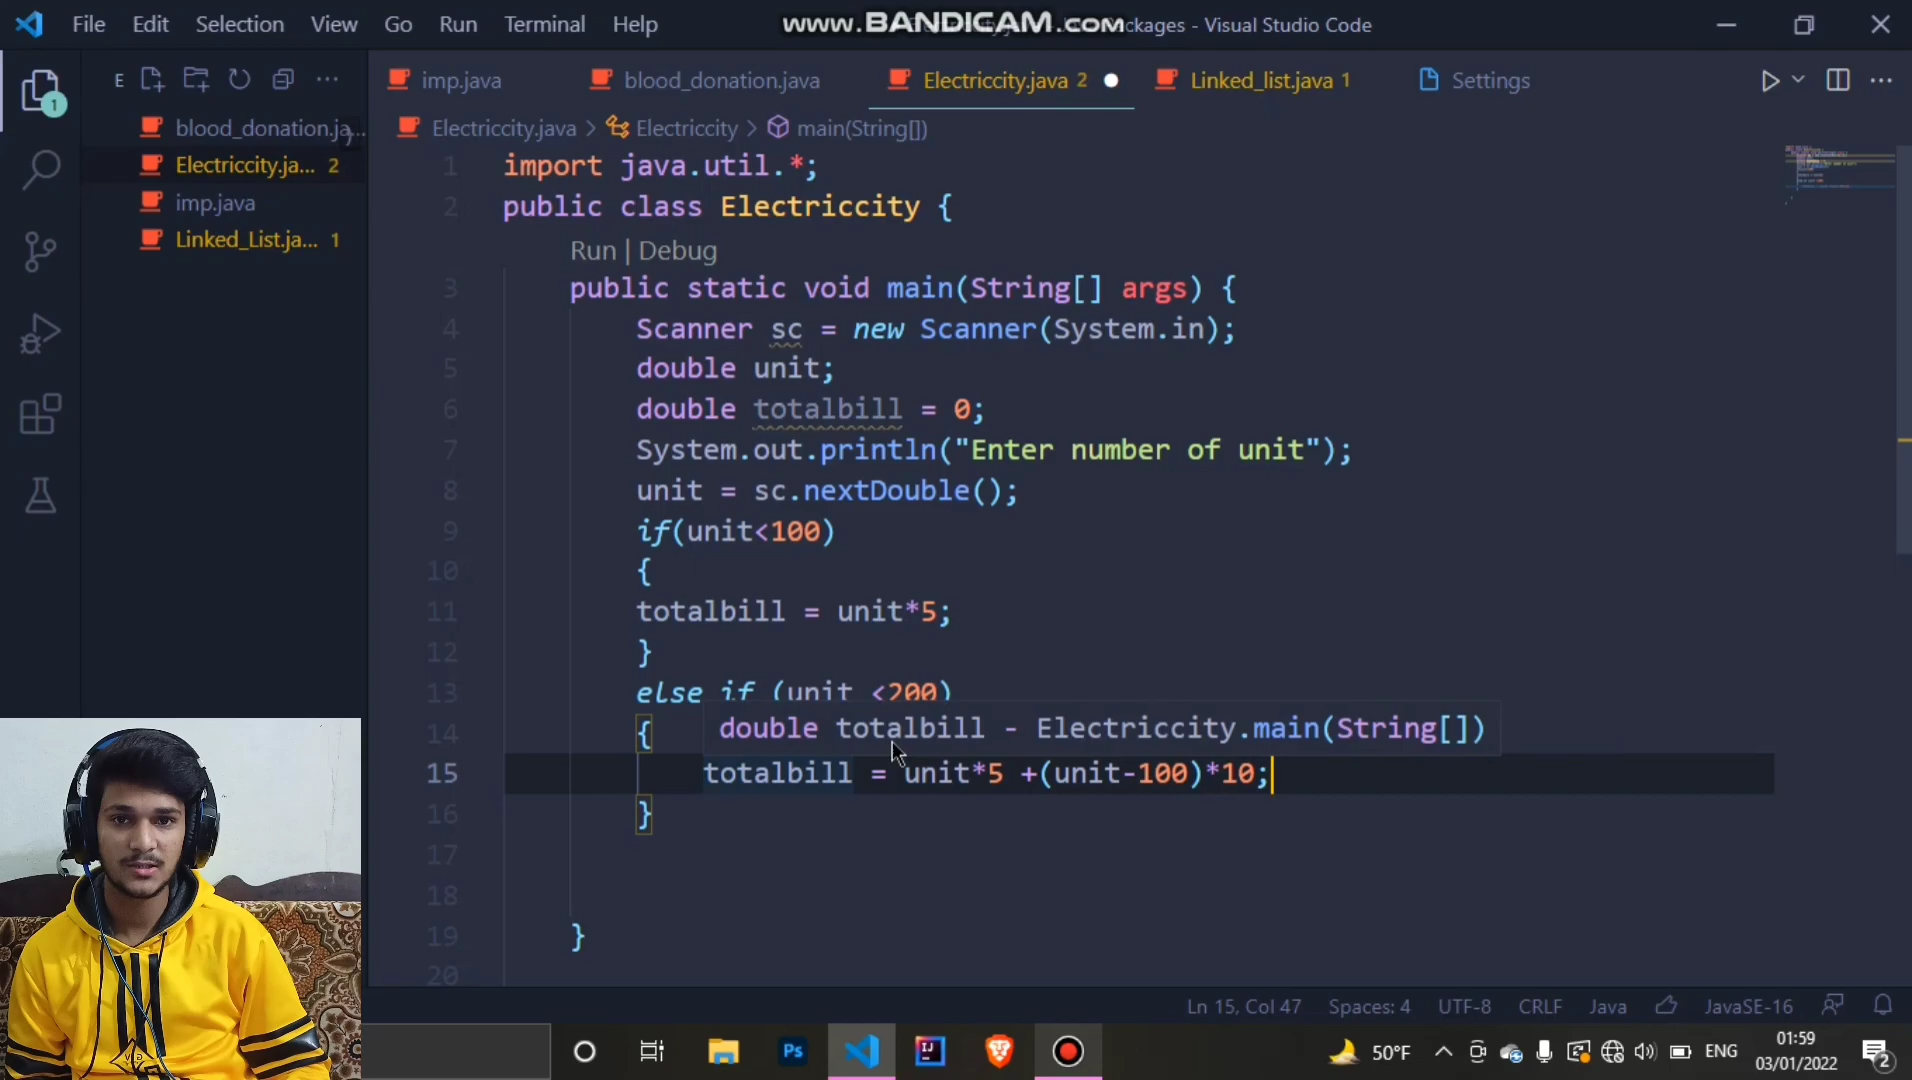 File Edit Selection View Go Run Terminal Help
www.BANDICAM.com
ckages - Visual Studio Code
E
blood_donation.ja...
Electriccity.ja... 2
imp.java
Linked_List.ja... 1
1
imp.java
blood_donation.java
Electriccity.java 2
Linked_list.java 1
Settings
Electriccity.java > Electriccity > main(String[])
1 import java.util.*;
2 public class Electriccity {
Run | Debug
3 public static void main(String[] args) {
4 Scanner sc = new Scanner(System.in);
5 double unit;
6 double totalbill = 0;
7 System.out.println("Enter number of unit");
8 unit = sc.nextDouble();
9 if(unit<100)
10 {
11 totalbill = unit*5;
12 }
13 else if (unit <200)
14 {
double totalbill - Electriccity.main(String[])
15 totalbill = unit*5 +(unit-100)*10;
16 }
17
18
19 }
20
Ln 15, Col 47 Spaces: 4 UTF-8 CRLF Java JavaSE-16
Ps
IJ
50°F
ENG
01:59
03/01/2022
2